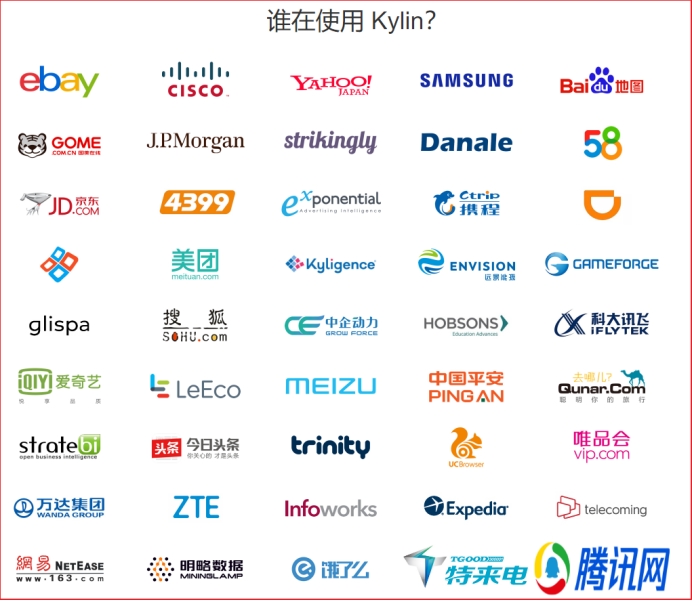 谁在使用 Kylin?
ebay
CISCO
YAHOO!
JAPAN
SAMSUNG
Bai du 地图
GOME
.COM.CN 国美在线
J.P.Morgan
strikingly
Danale
58
JD 京东
.COM
4399
exponential
Advertising Intelligence
Ctrip
携程
美团
meituan.com
Kyligence
ENVISION
远景能源
GAMEFORGE
glispa
搜狐
SOHU.com
CE 中企动力
GROW FORCE
HOBSONS
Education Advances
科大讯飞
iFLYTEK
iQIYI 爱奇艺
悦享品质
LeEco
MEIZU
中国平安
PING AN
去哪儿?
Qunar.Com
聪明你的旅行
stratebi
open business intelligence
头条 今日头条
你关心的 才是头条
trinity
UCBrowser
唯品会
vip.com
万达集团
WANDA GROUP
ZTE
Infoworks
Expedia
telecoming
網易 NETEASE
www.163.com
明略数据
MININGLAMP
饿了么
TGOOD
特来电
腾讯网